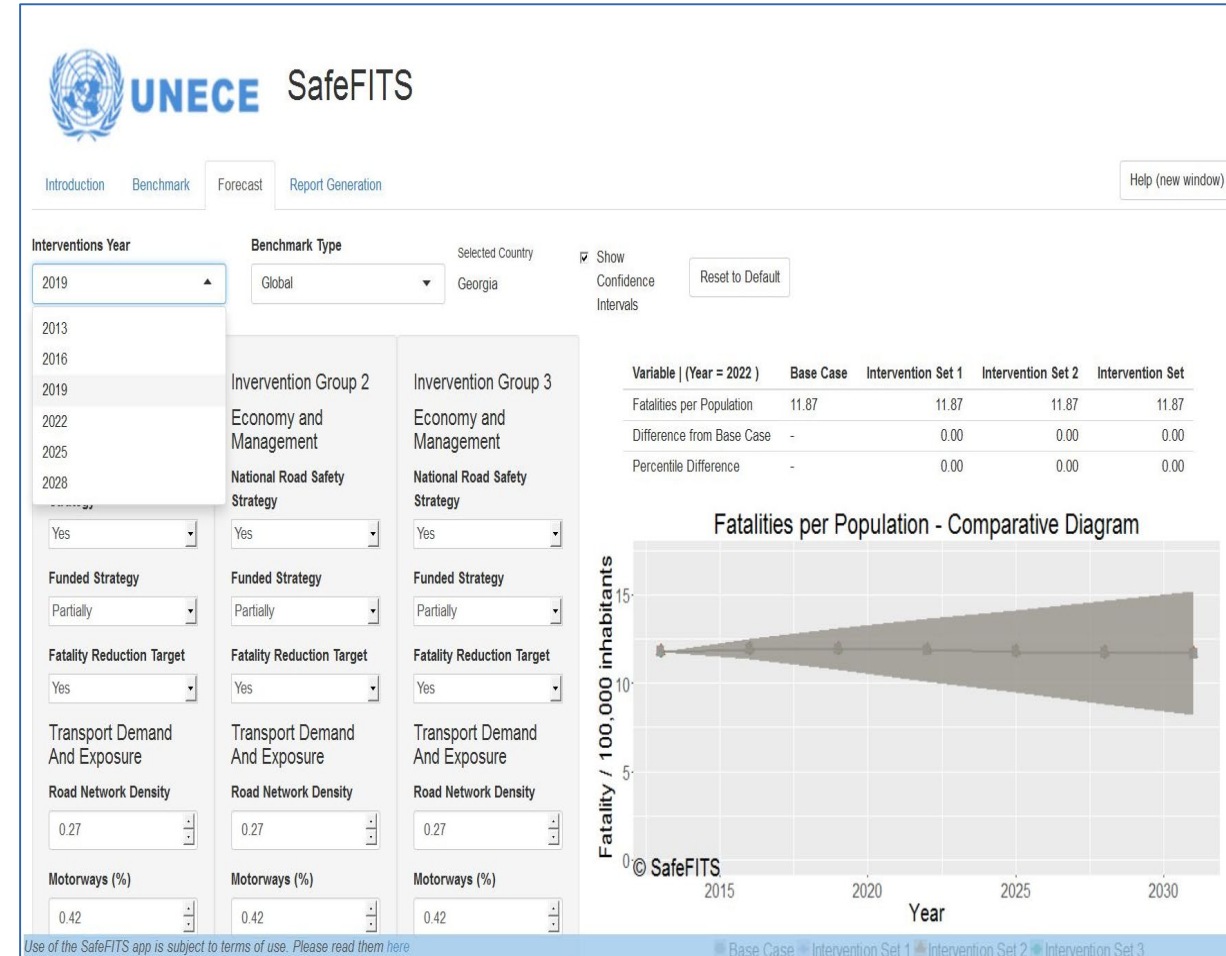 UNECE SafeFITS
Introduction Benchmark Forecast Report Generation
Help (new window)
Interventions Year
2019
2013
2016
2019
2022
2025
2028
Benchmark Type
Global
Selected Country
Georgia
Show
Confidence
Intervals
Reset to Default
Yes
Funded Strategy
Partially
Fatality Reduction Target
Yes
Transport Demand
And Exposure
Road Network Density
0.27
Motorways (%)
0.42
Invervention Group 2
Economy and
Management
National Road Safety
Strategy
Yes
Funded Strategy
Partially
Fatality Reduction Target
Yes
Transport Demand
And Exposure
Road Network Density
0.27
Motorways (%)
0.42
Invervention Group 3
Economy and
Management
National Road Safety
Strategy
Yes
Funded Strategy
Partially
Fatality Reduction Target
Yes
Transport Demand
And Exposure
Road Network Density
0.27
Motorways (%)
0.42
Variable | (Year = 2022 ) Base Case Intervention Set 1 Intervention Set 2 Intervention Set
Fatalities per Population 11.87 11.87 11.87 11.87
Difference from Base Case - 0.00 0.00 0.00
Percentile Difference - 0.00 0.00 0.00
Fatalities per Population - Comparative Diagram
Fatality / 100,000 inhabitants
15
10
5
0
© SafeFITS
2015 2020 2025 2030
Year
Base Case Intervention Set 1 Intervention Set 2 Intervention Set 3
Use of the SafeFITS app is subject to terms of use. Please read them here